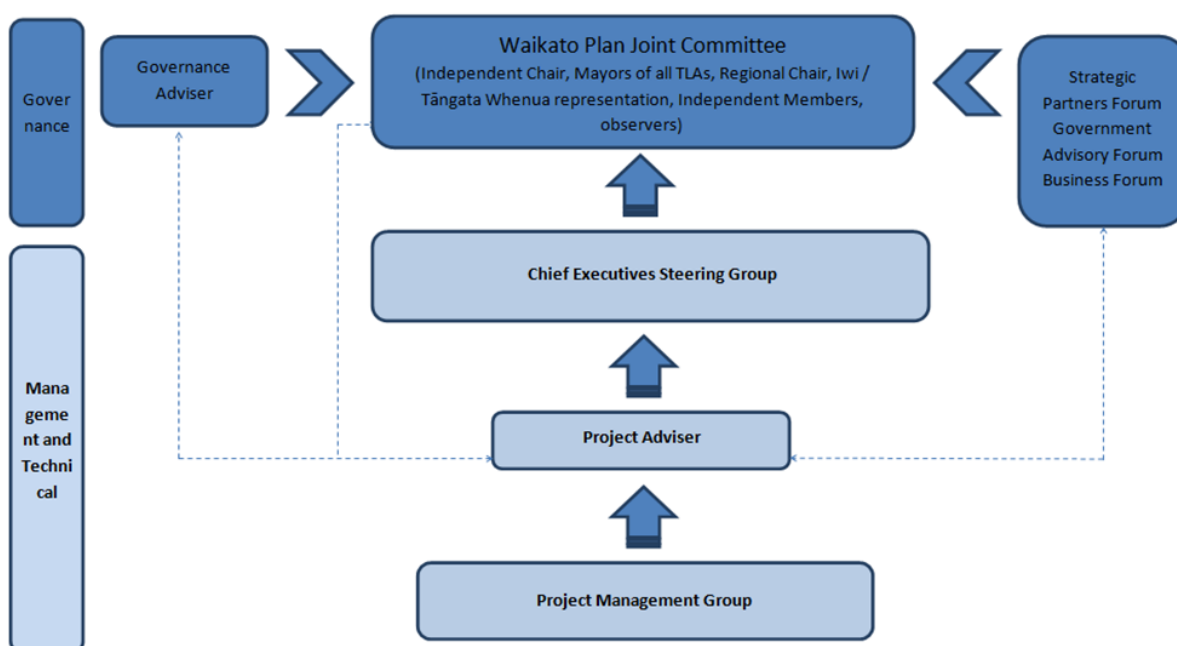 Gover
nance
Governance
Adviser
Waikato Plan Joint Committee
(Independent Chair, Mayors of all TLAs, Regional Chair, Iwi /
Tāngata Whenua representation, Independent Members,
observers)
Strategic
Partners Forum
Government
Advisory Forum
Business Forum
Chief Executives Steering Group
Mana
geme
nt and
Techni
cal
Project Adviser
Project Management Group